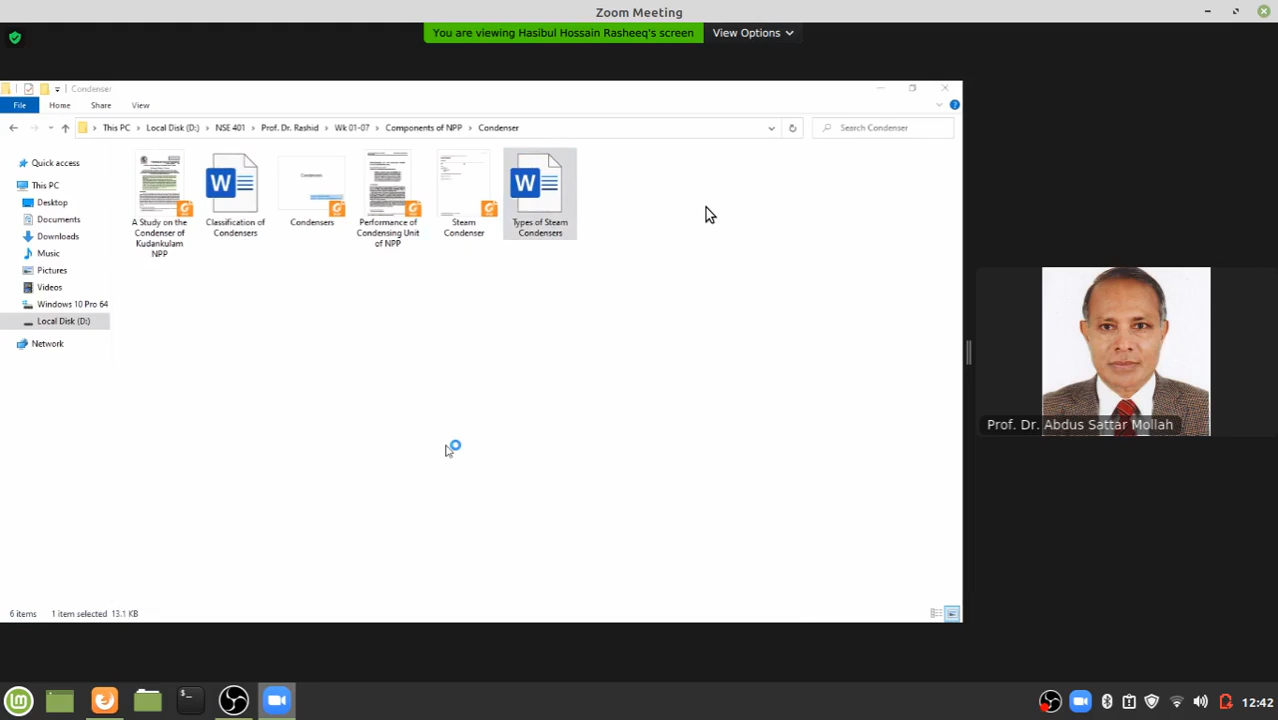 Zoom Meeting
You are viewing Hasibul Hossain Rasheeq's screen
View Options
Condenser
File
Home
Share
View
This PC
Local Disk (D:)
NSE 401
Prof. Dr. Rashid
Wk 01-07
Components of NPP
Condenser
Search Condenser
Quick access
This PC
Desktop
Documents
Downloads
Music
Pictures
Videos
Windows 10 Pro 64
Local Disk (D:)
Network
A Study on the
Condenser of
Kudankulam
NPP
Classification of
Condensers
Condensers
Condensers
Performance of
Condensing Unit
of NPP
Steam
Condenser
Types of Steam
Condensers
Prof. Dr. Abdus Sattar Mollah
6 items
1 item selected 13.1 KB
12:42